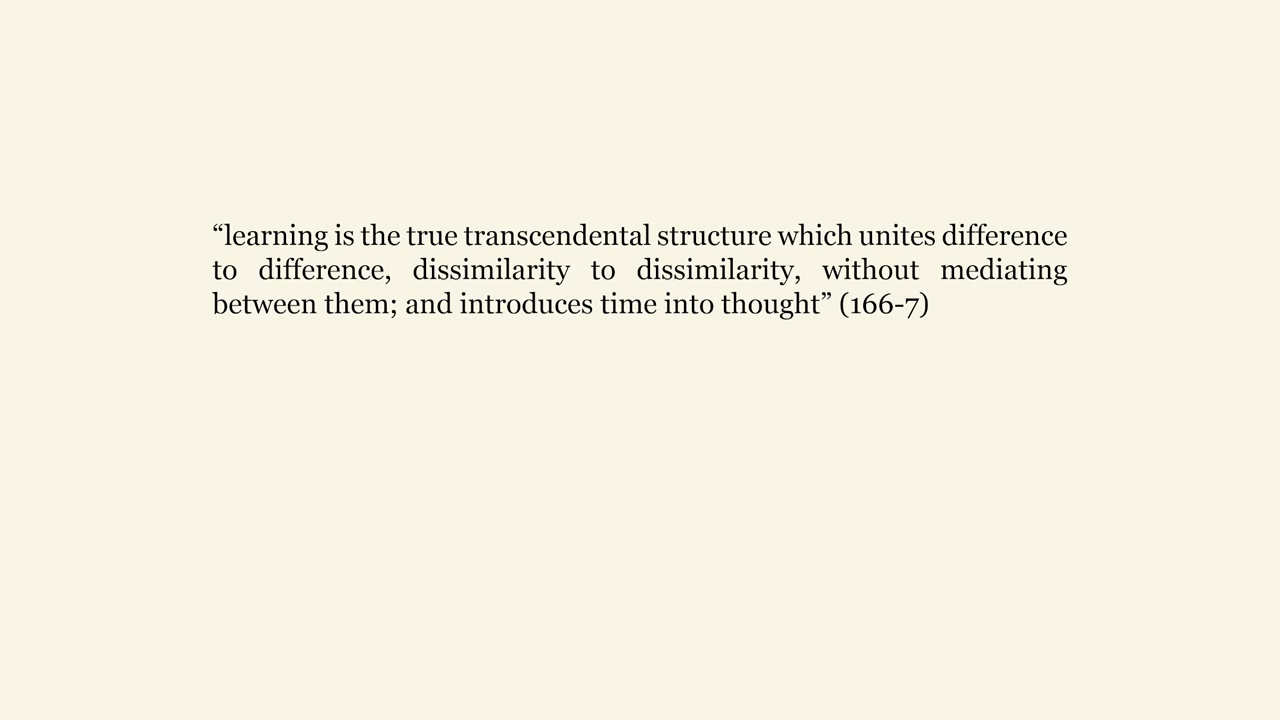 “learning is the true transcendental structure which unites difference
to difference, dissimilarity to dissimilarity, without mediating
between them; and introduces time into thought” (166-7)